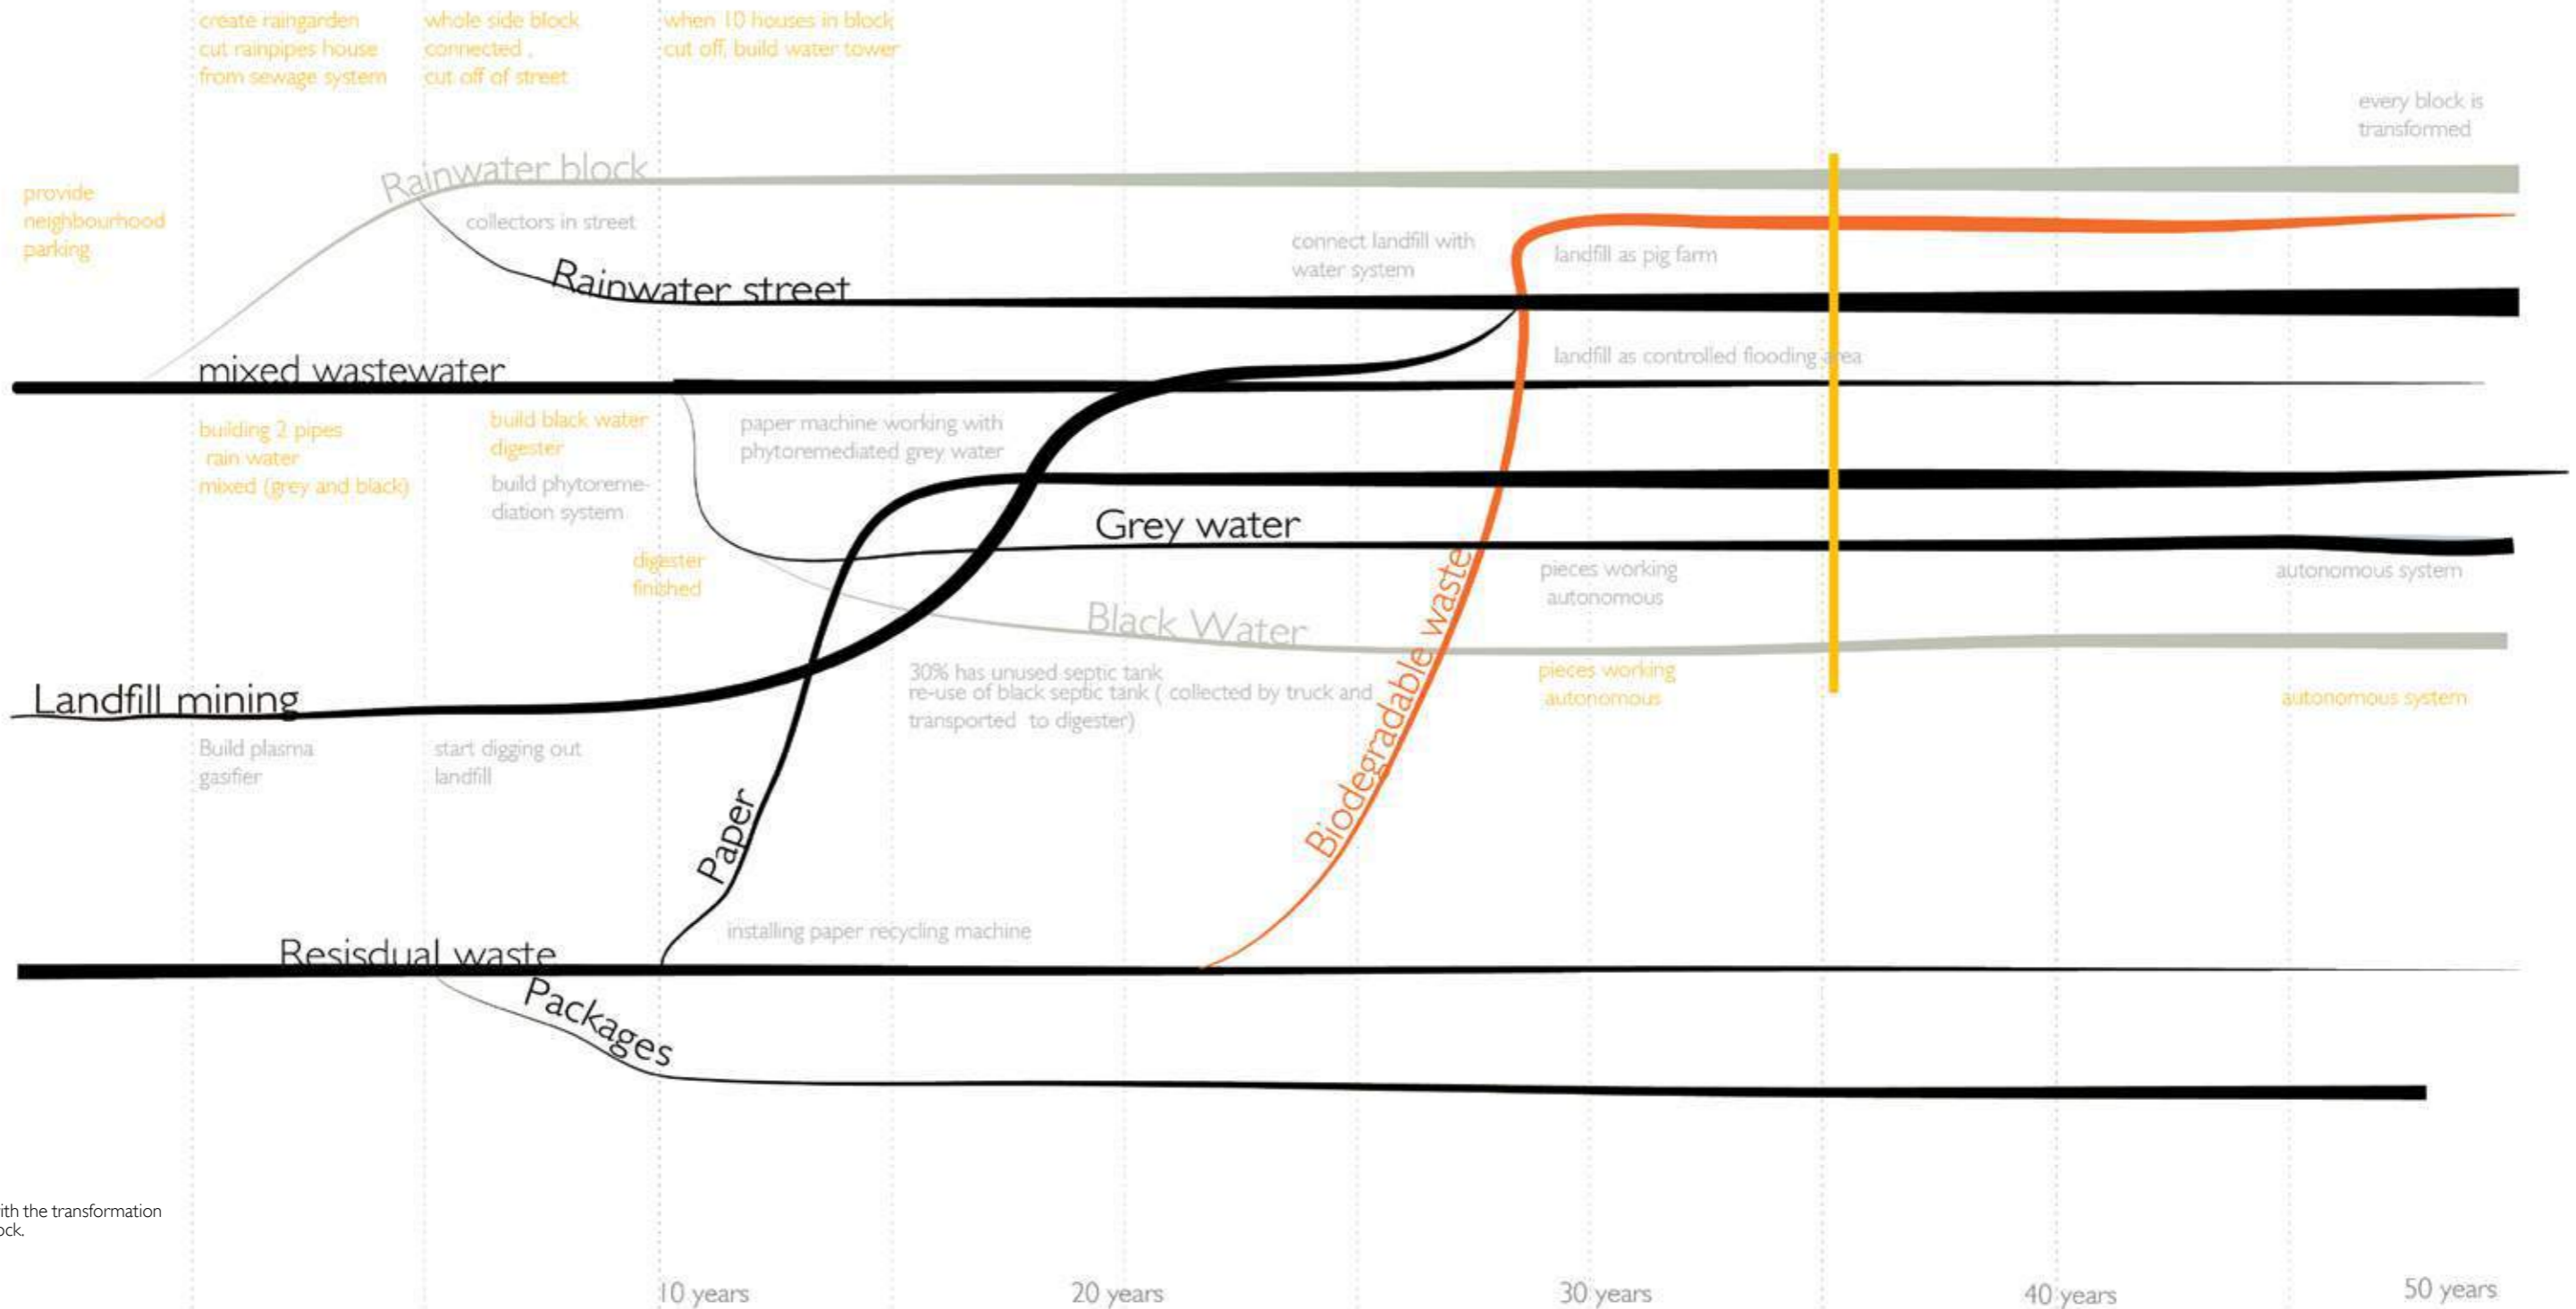 create raingarden
cut rainpipes house
from sewage system
whole side block
connected .
cut off of street
when 10 houses in block
cut off, build water tower
every block is
transformed
provide
neighbourhood
parking
Rainwater block
collectors in street
Rainwater street
connect landfill with
water system
landfill as pig farm
mixed wastewater
landfill as controlled flooding area
building 2 pipes
rain water
mixed (grey and black)
build black water
digester
build phytoreme-
diation system
paper machine working with
phytoremediated grey water
digester
finished
Grey water
Black Water
pieces working
autonomous
autonomous system
30% has unused septic tank
re-use of black septic tank ( collected by truck and
transported to digester)
pieces working
autonomous
autonomous system
Landfill mining
Build plasma
gasifier
start digging out
landfill
Paper
Biodegradable waste
installing paper recycling machine
Resisdual waste
Packages
with the transformation
ock.
10 years
20 years
30 years
40 years
50 years